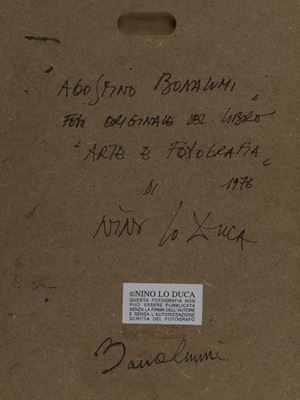 "AGOSTINO BONALUMI"
FOTO ORIGINALE DEL LIBRO
"ARTE E FOTOGRAFIA"
DI 1976
NINO LO DUCA
©NINO LO DUCA
QUESTA FOTOGRAFIA NON
PUO' ESSERE PUBBLICATA
SENZA LA FIRMA DELL'AUTORE
E SENZA L'AUTORIZZAZIONE
SCRITTA DEL FOTOGRAFO
Bonalumi